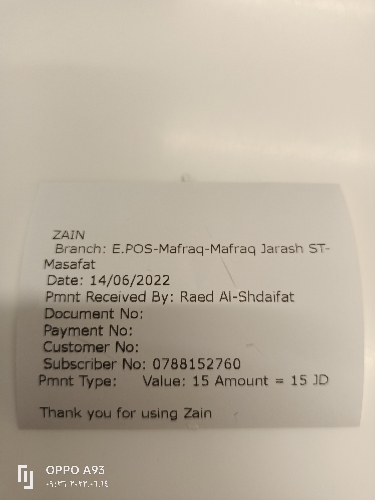 ZAIN
Branch: E.POS-Mafraq-Mafraq Jarash ST-
Masafat
Date: 14/06/2022
Pmnt Received By: Raed Al-Shdaifat
Document No:
Payment No:
Customer No:
Subscriber No: 0788152760
Pmnt Type: Value: 15 Amount = 15 JD
Thank you for using Zain
OPPO A93